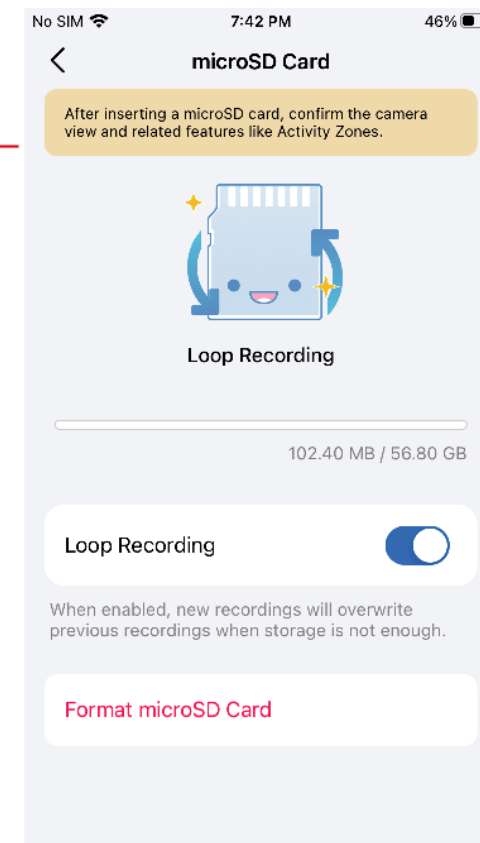 No SIM 7:42 PM 46%
microSD Card
After inserting a microSD card, confirm the camera
view and related features like Activity Zones.
Loop Recording
102.40 MB / 56.80 GB
Loop Recording
When enabled, new recordings will overwrite
previous recordings when storage is not enough.
Format microSD Card